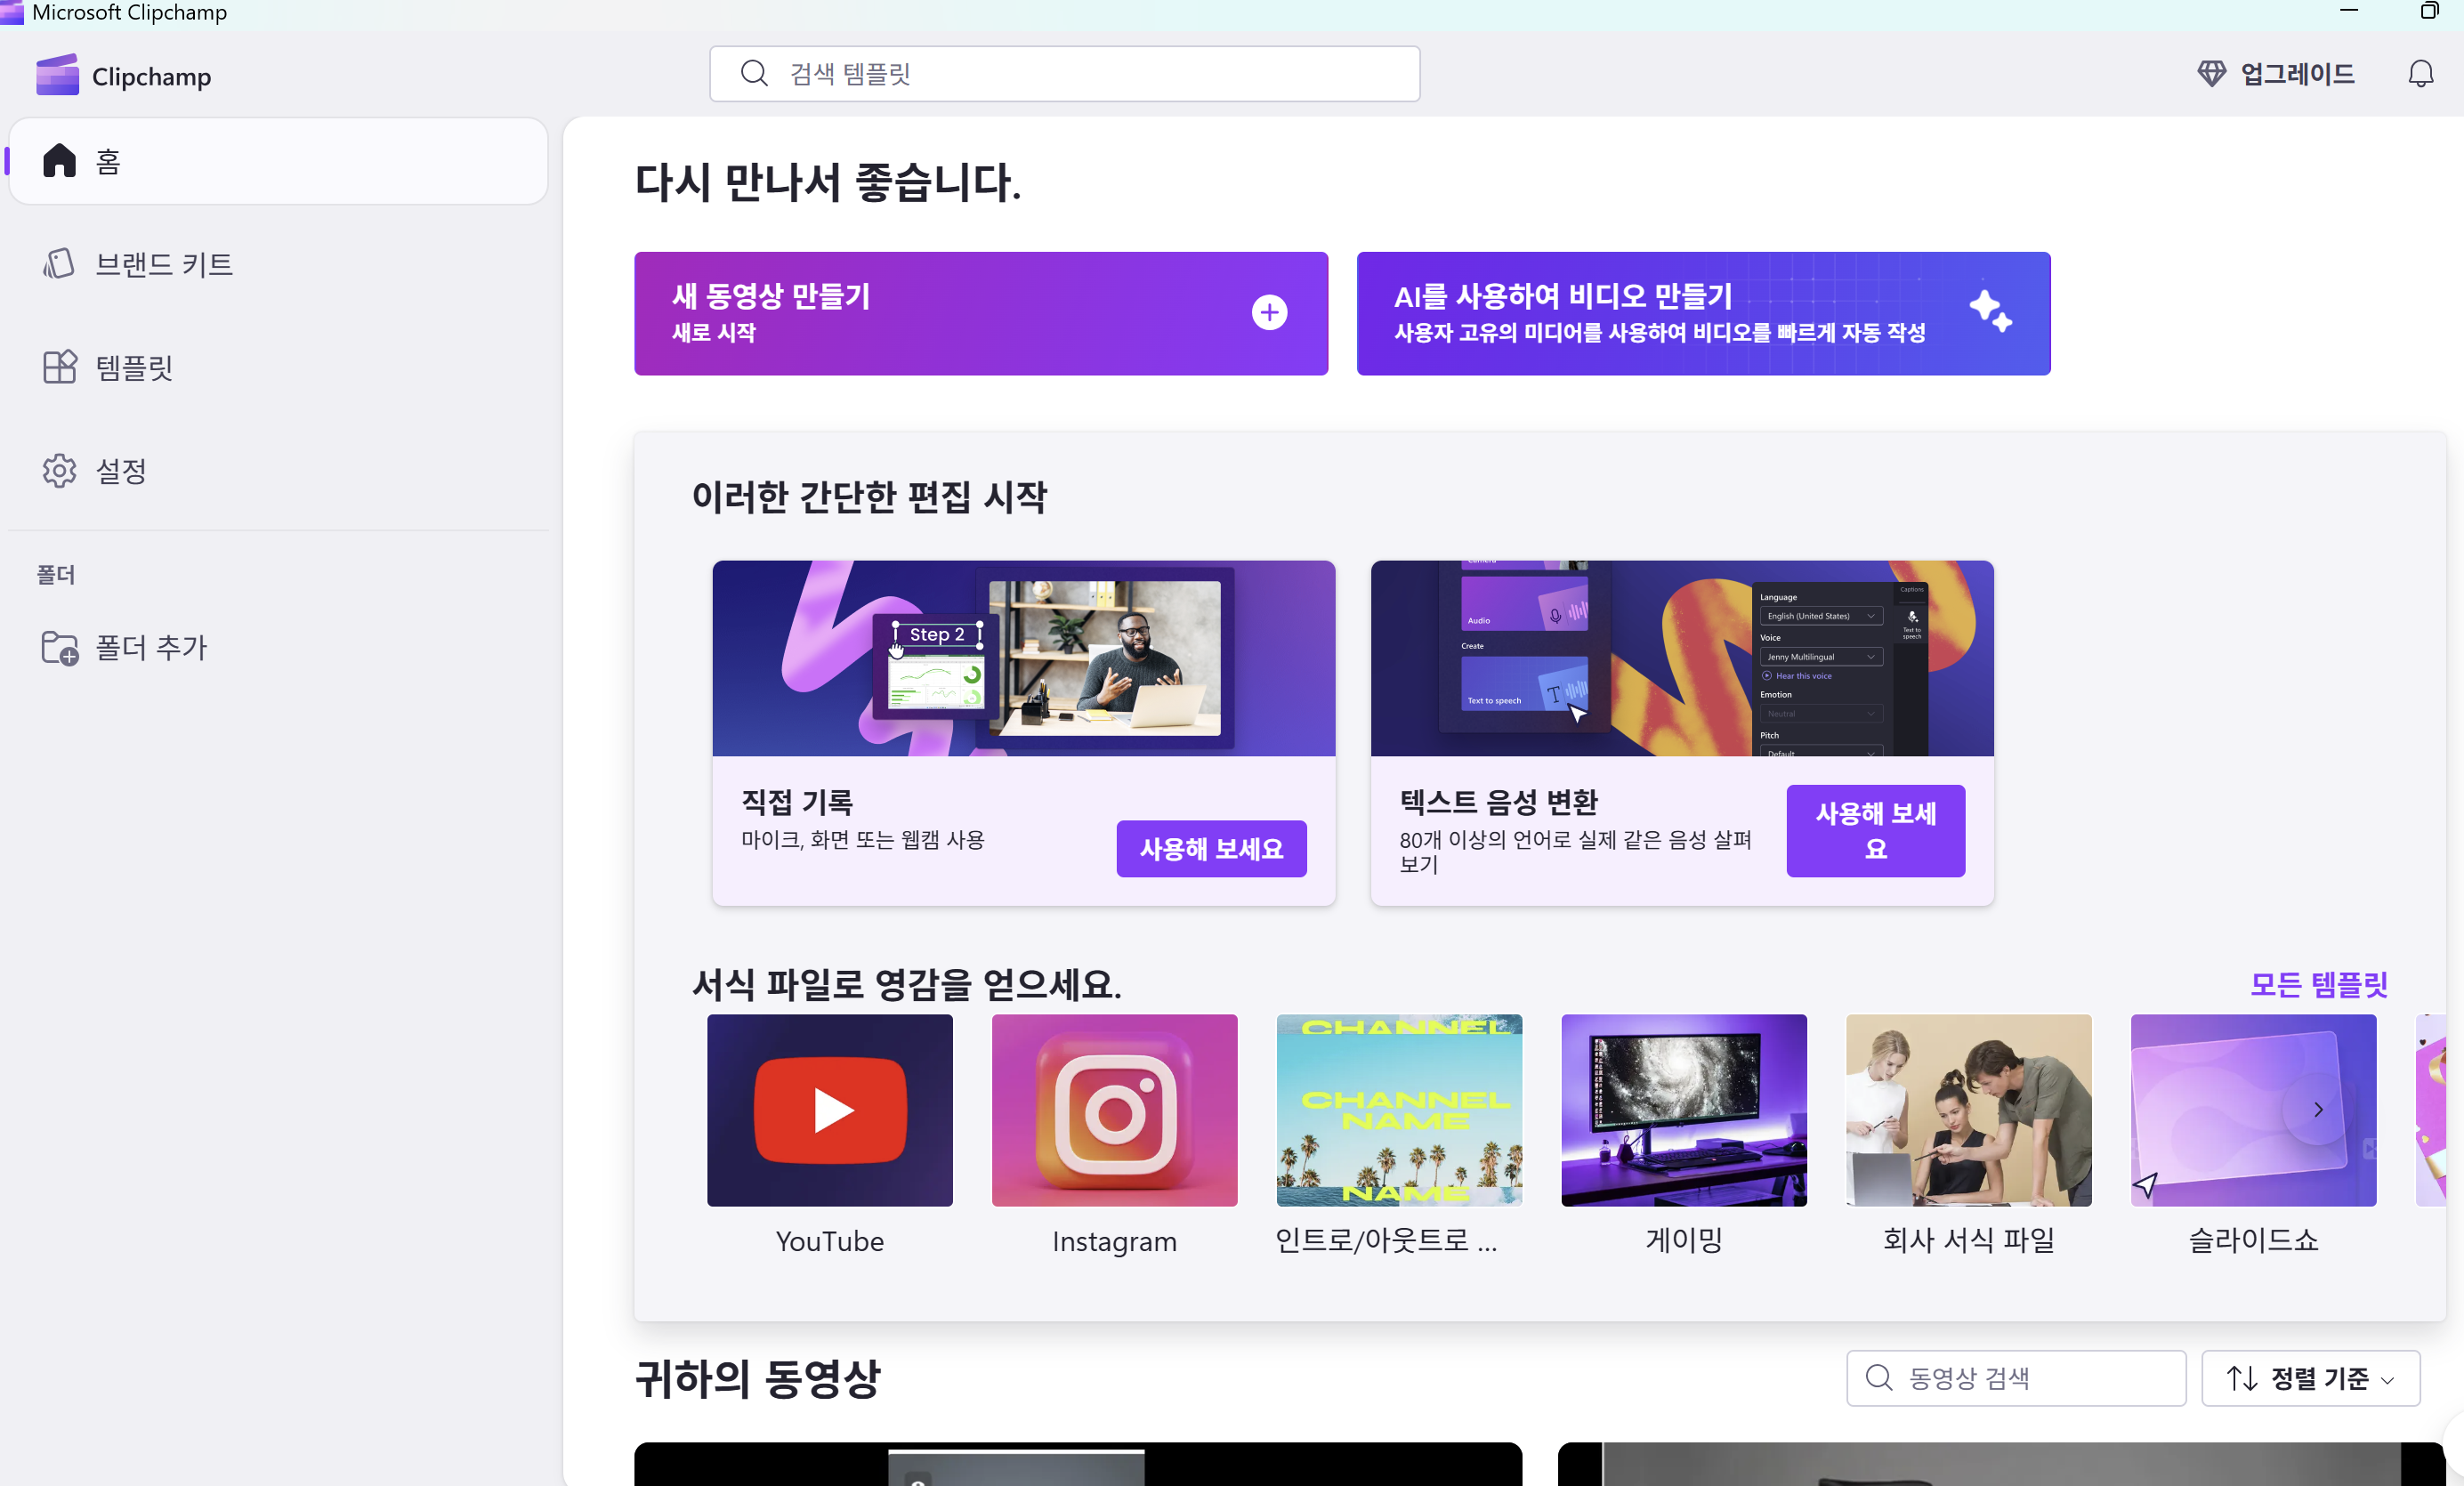 Microsoft Clipchamp
Clipchamp
검색 템플릿
업그레이드
홈
브랜드 키트
템플릿
설정
폴더
폴더 추가
다시 만나서 좋습니다.
새 동영상 만들기
새로 시작
AI를 사용하여 비디오 만들기
사용자 고유의 미디어를 사용하여 비디오를 빠르게 자동 작성
이러한 간단한 편집 시작
Step 2
Audio
Create
Text to speech
Language
English (United States)
Voice
Jenny Multilingual
Hear this voice
Emotion
Neutral
Pitch
Default
Captions
Text to
speech
직접 기록
마이크, 화면 또는 웹캠 사용
사용해 보세요
텍스트 음성 변환
80개 이상의 언어로 실제 같은 음성 살펴
보기
사용해 보세
요
서식 파일로 영감을 얻으세요.
모든 템플릿
CHANNEL
CHANNEL
NAME
NAME
YouTube
Instagram
인트로/아웃트로 ...
게이밍
회사 서식 파일
슬라이드쇼
귀하의 동영상
동영상 검색
정렬 기준